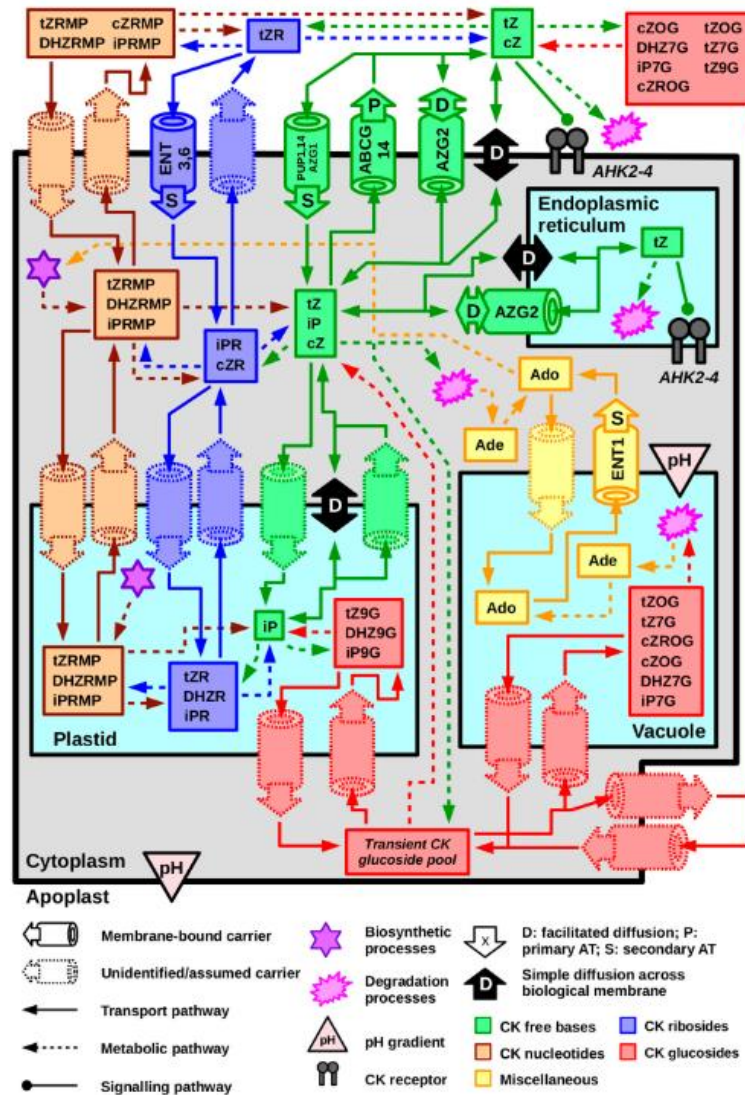 tZRMP cZRMP
DHZRMP iPRMP
tZR
tZ
cZ
cZOG tZOG
DHZ7G tZ7G
iP7G tZ9G
cZROG
ENT
3,6
S
PUP1,14
AZG1
S
P
ABCG
14
D
AZG2
D
AHK2-4
Endoplasmic
reticulum
tZ
D
D
AZG2
AHK2-4
tZRMP
DHZRMP
iPRMP
iPR
cZR
tZ
iP
cZ
Ado
Ade
S
ENT1
pH
D
Ade
Ado
tZOG
tZ7G
cZROG
cZOG
DHZ7G
iP7G
Vacuole
iP
tZ9G
DHZ9G
iP9G
tZRMP
DHZRMP
iPRMP
tZR
DHZR
iPR
Plastid
Transient CK
glucoside pool
Cytoplasm
pH
Apoplast
Membrane-bound carrier
Unidentified/assumed carrier
Transport pathway
Metabolic pathway
Signalling pathway
Biosynthetic
processes
Degradation
processes
pH
pH gradient
CK receptor
X
D: facilitated diffusion; P:
primary AT; S: secondary AT
D
Simple diffusion across
biological membrane
CK free bases
CK ribosides
CK nucleotides
CK glucosides
Miscellaneous